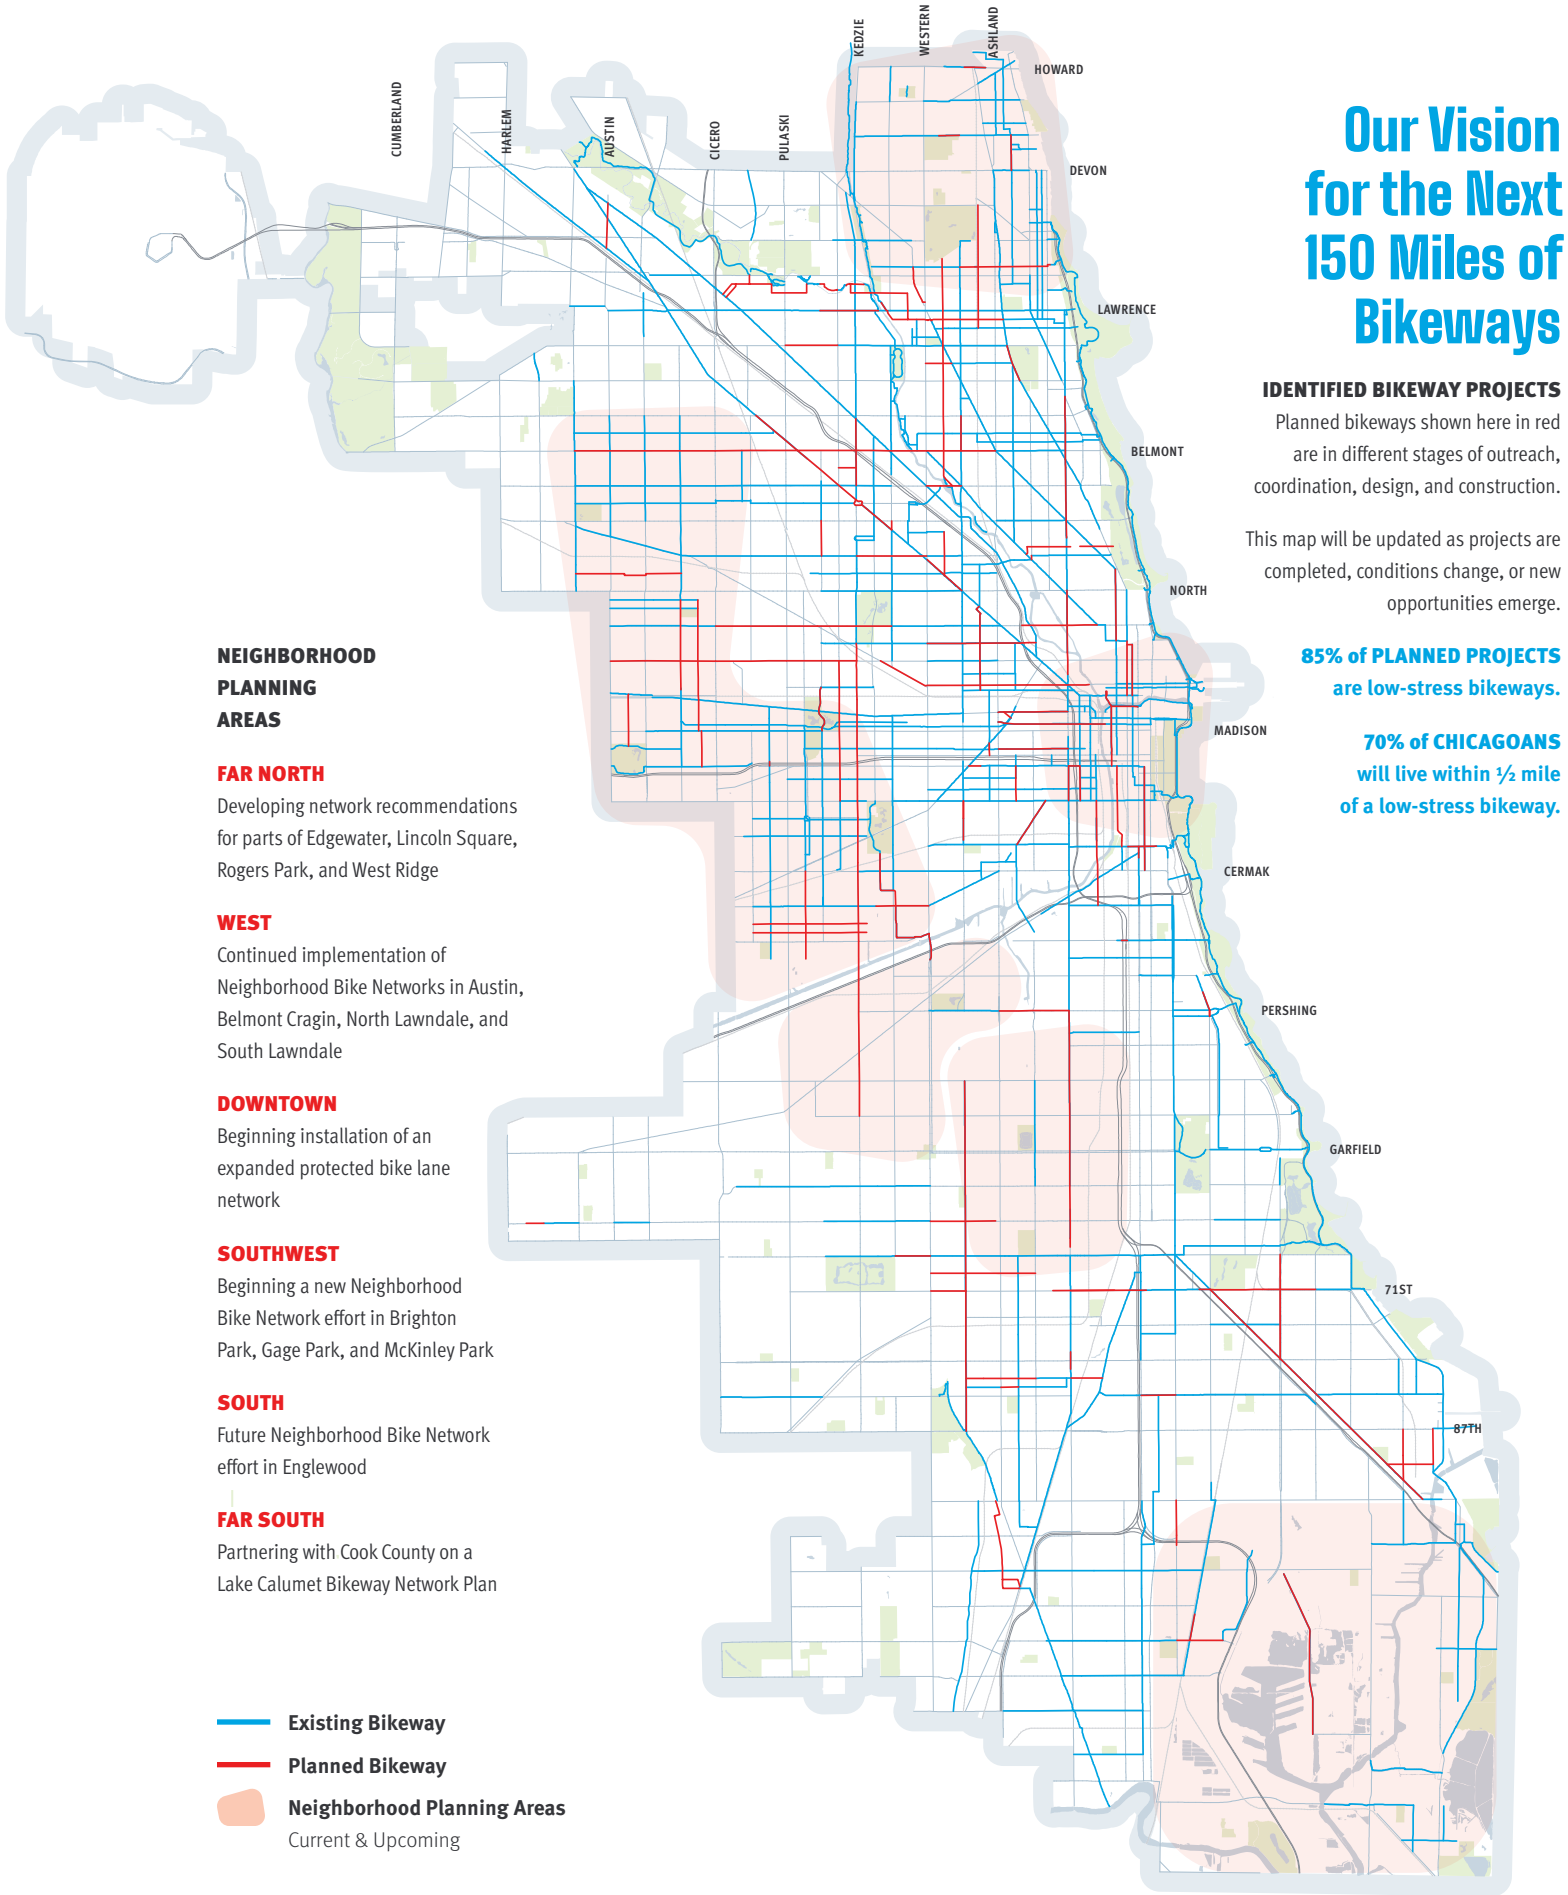 KEDZIE
WESTERN
ASHLAND
CUMBERLAND
HARLEM
AUSTIN
CICERO
PULASKI
HOWARD
DEVON
LAWRENCE
BELMONT
NORTH
MADISON
CERMAK
PERSHING
GARFIELD
71ST
87TH
Our Vision
for the Next
150 Miles of
Bikeways
IDENTIFIED BIKEWAY PROJECTS
Planned bikeways shown here in red
are in different stages of outreach,
coordination, design, and construction.
This map will be updated as projects are
completed, conditions change, or new
opportunities emerge.
85% of PLANNED PROJECTS
are low-stress bikeways.
70% of CHICAGOANS
will live within ½ mile
of a low-stress bikeway.
NEIGHBORHOOD
PLANNING
AREAS
FAR NORTH
Developing network recommendations
for parts of Edgewater, Lincoln Square,
Rogers Park, and West Ridge
WEST
Continued implementation of
Neighborhood Bike Networks in Austin,
Belmont Cragin, North Lawndale, and
South Lawndale
DOWNTOWN
Beginning installation of an
expanded protected bike lane
network
SOUTHWEST
Beginning a new Neighborhood
Bike Network effort in Brighton
Park, Gage Park, and McKinley Park
SOUTH
Future Neighborhood Bike Network
effort in Englewood
FAR SOUTH
Partnering with Cook County on a
Lake Calumet Bikeway Network Plan
Existing Bikeway
Planned Bikeway
Neighborhood Planning Areas
Current & Upcoming